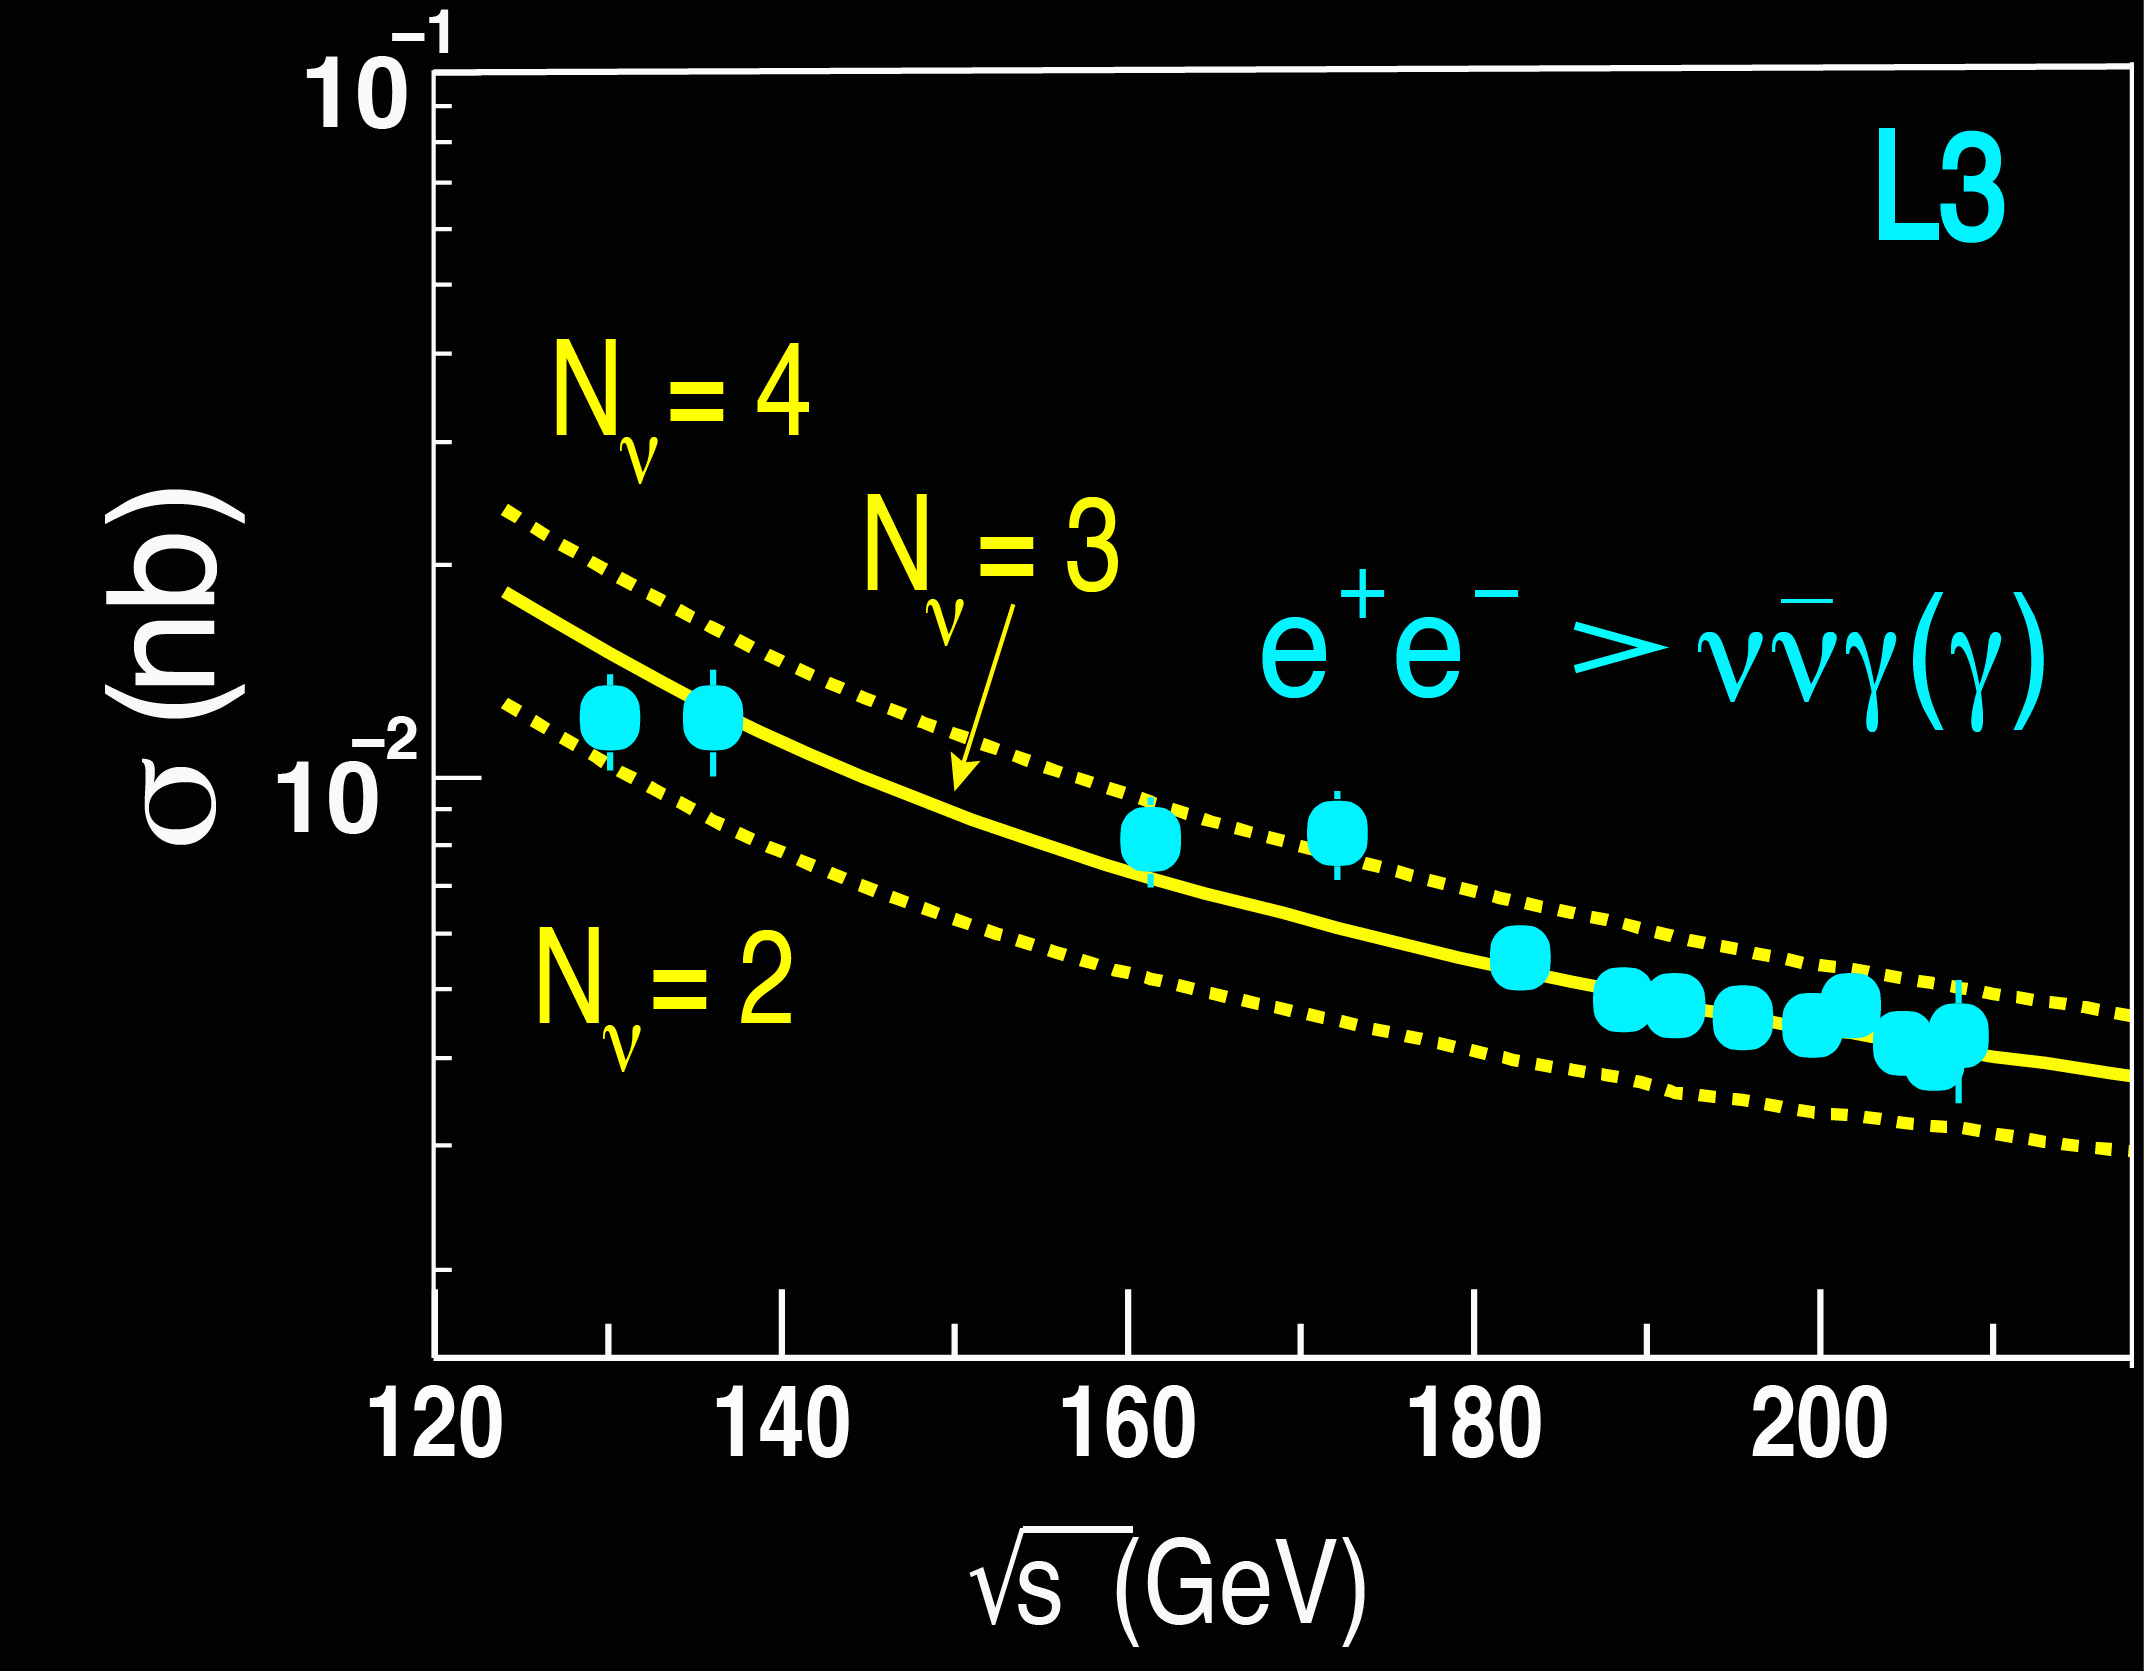 10⁻¹
L3
N_ν = 4
N_ν = 3
e⁺e⁻ > νν̅γ(γ)
σ (nb)
10⁻²
N_ν = 2
120 140 160 180 200
√s (GeV)